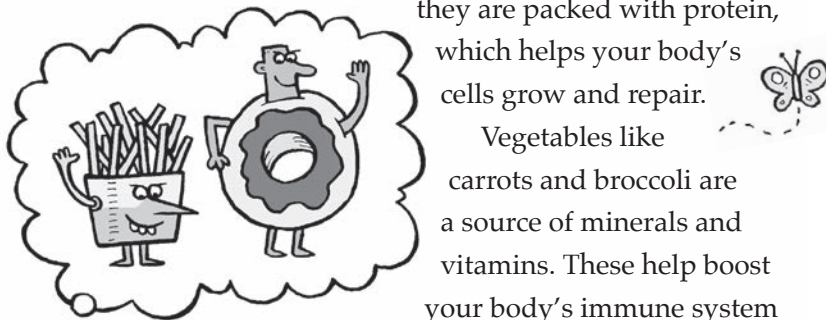 they are packed with protein,
which helps your body’s
cells grow and repair.
Vegetables like
carrots and broccoli are
a source of minerals and
vitamins. These help boost
your body’s immune system